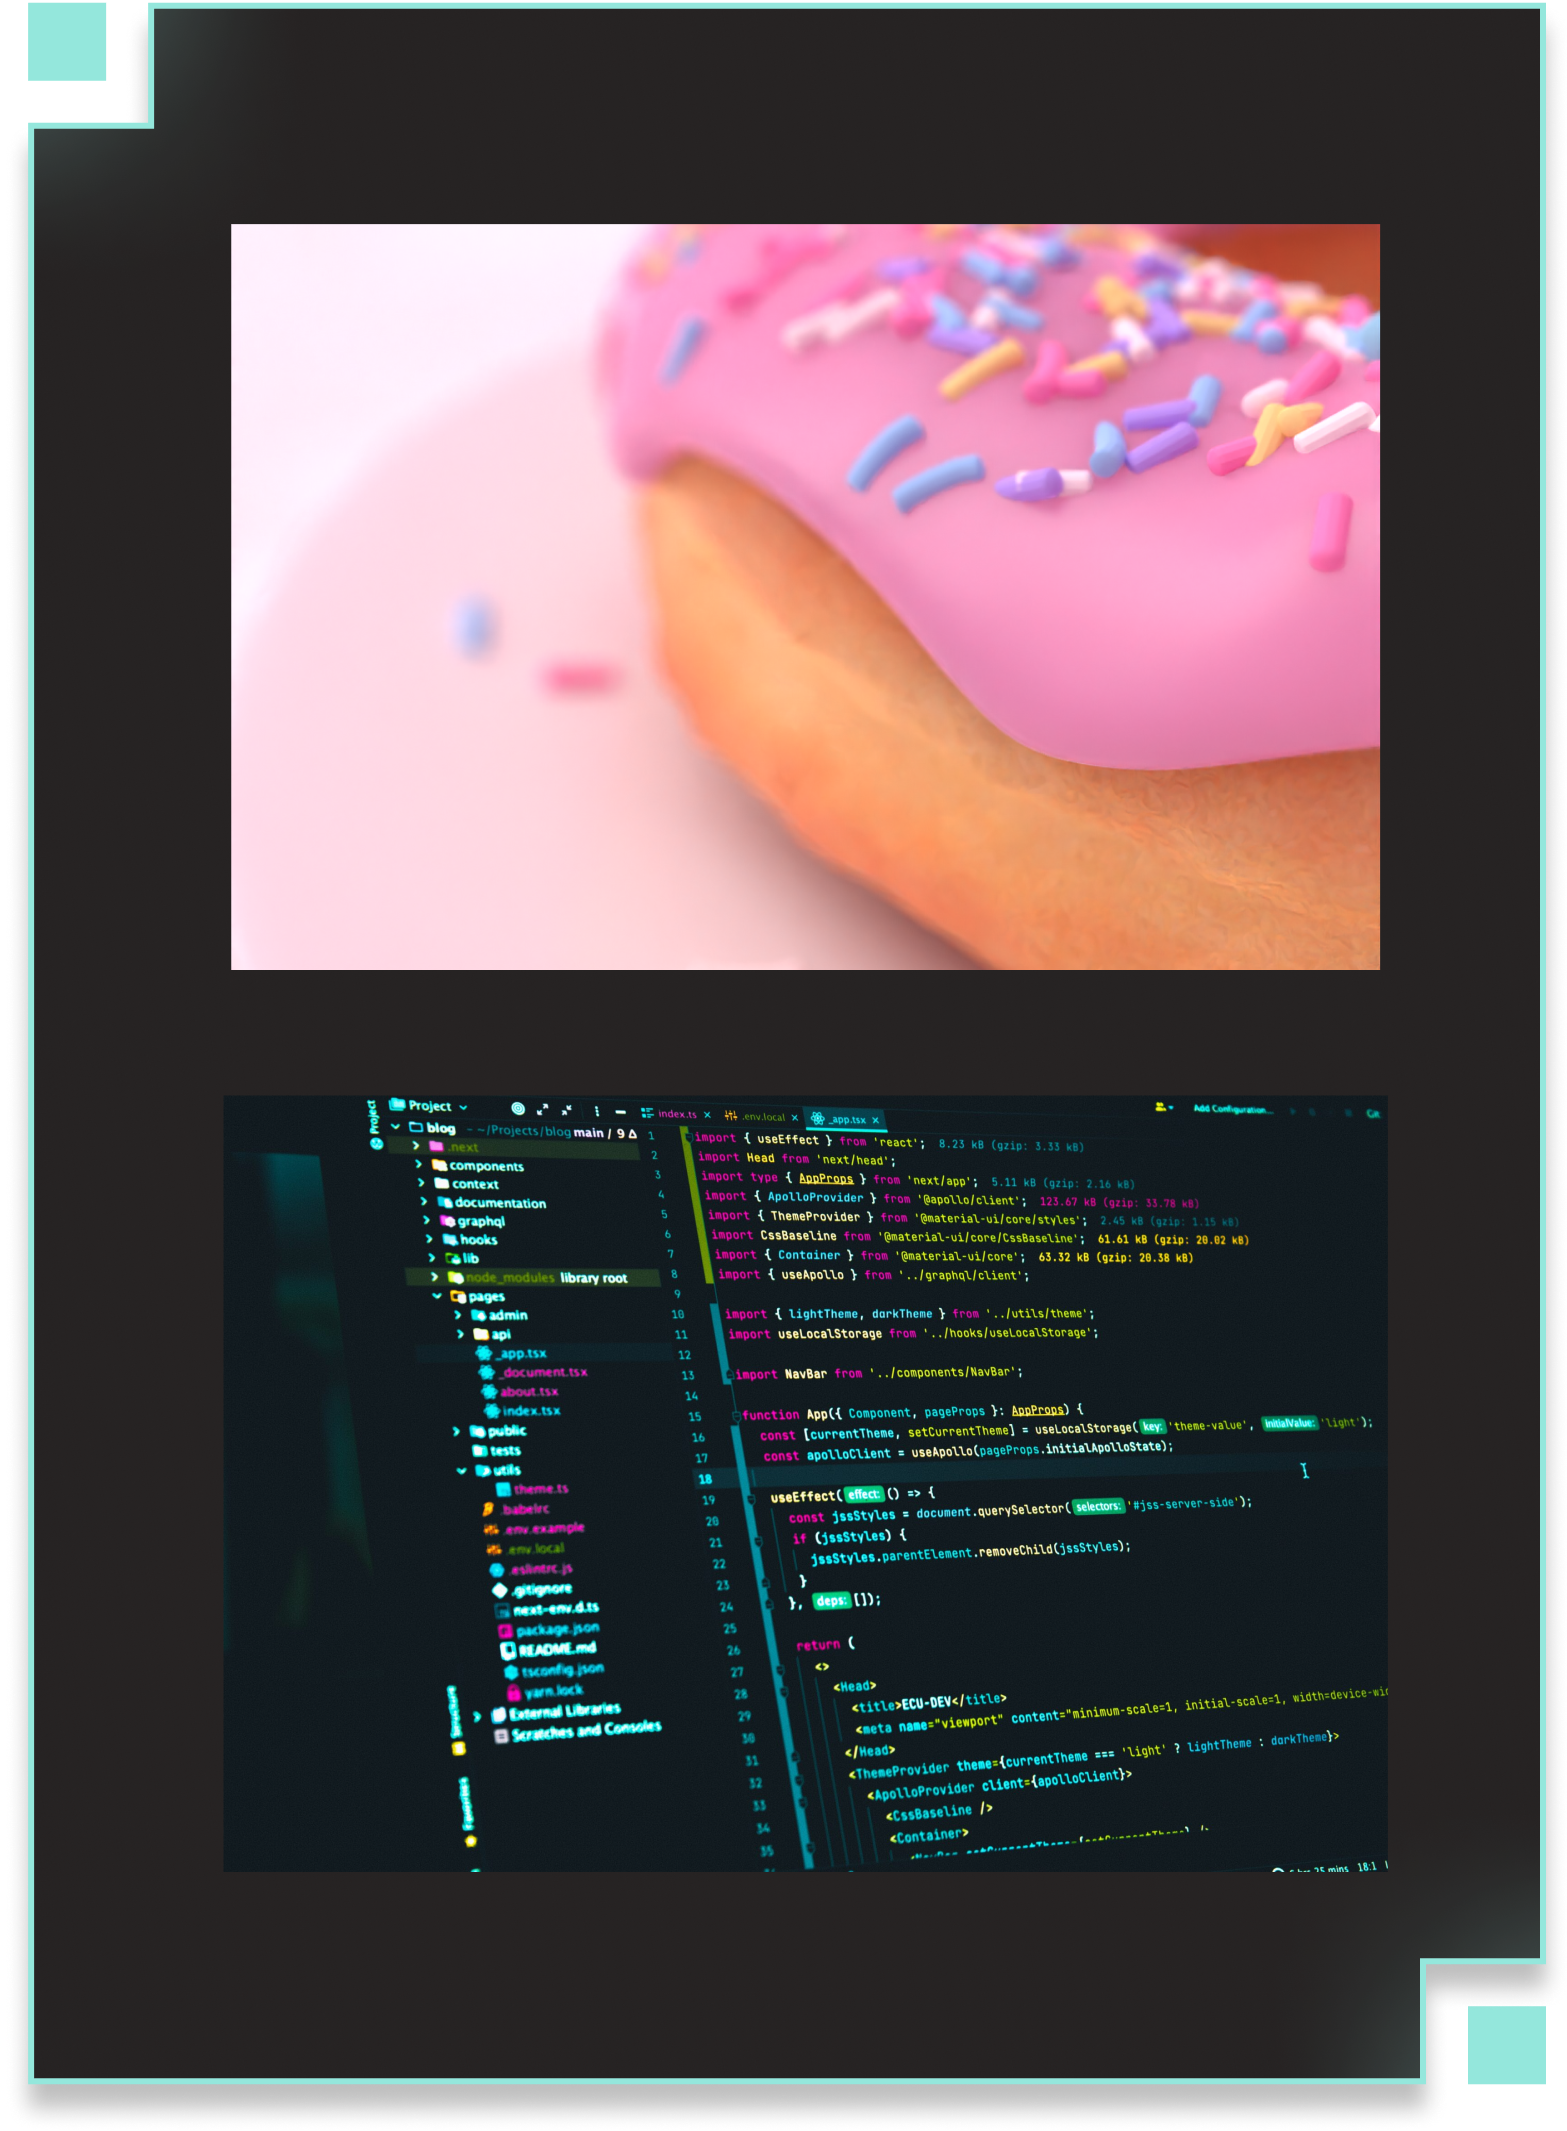 Project
Project
index.ts
.env.local
_app.tsx
Add Configuration...
Git
blog ~/Projects/blog main / 9 Δ
.next
components
context
documentation
graphql
hooks
lib
node_modules library root
pages
admin
api
_app.tsx
_document.tsx
about.tsx
index.tsx
public
tests
utils
theme.ts
.babelrc
.env.example
.env.local
.eslintrc.js
.gitignore
next-env.d.ts
package.json
README.md
tsconfig.json
yarn.lock
External Libraries
Scratches and Consoles
Structure
Favorites
1 import { useEffect } from 'react'; 8.23 kB (gzip: 3.33 kB)
2 import Head from 'next/head';
3 import type { AppProps } from 'next/app'; 5.11 kB (gzip: 2.16 kB)
4 import { ApolloProvider } from '@apollo/client'; 123.67 kB (gzip: 33.78 kB)
5 import { ThemeProvider } from '@material-ui/core/styles'; 2.45 kB (gzip: 1.15 kB)
6 import CssBaseline from '@material-ui/core/CssBaseline'; 61.61 kB (gzip: 20.02 kB)
7 import { Container } from '@material-ui/core'; 63.32 kB (gzip: 20.38 kB)
8 import { useApollo } from '../graphql/client';
9
10 import { lightTheme, darkTheme } from '../utils/theme';
11 import useLocalStorage from '../hooks/useLocalStorage';
12
13 import NavBar from '../components/NavBar';
14
15 function App({ Component, pageProps }: AppProps) {
16 const [currentTheme, setCurrentTheme] = useLocalStorage( key: 'theme-value', initialValue: 'light');
17 const apolloClient = useApollo(pageProps.initialApolloState);
18
19 useEffect( effect: () => {
20 const jssStyles = document.querySelector( selectors: '#jss-server-side');
21 if (jssStyles) {
22 jssStyles.parentElement.removeChild(jssStyles);
23 }
24 }, deps: []);
25
26 return (
27 <>
28 <Head>
29 <title>ECU-DEV</title>
30 <meta name="viewport" content="minimum-scale=1, initial-scale=1, width=device-wid
31 </Head>
32 <ThemeProvider theme={currentTheme === 'light' ? lightTheme : darkTheme}>
33 <ApolloProvider client={apolloClient}>
34 <CssBaseline />
35 <Container>
<NavBar setCurrentTheme={setCurrentTheme} />
25 mins 18:1